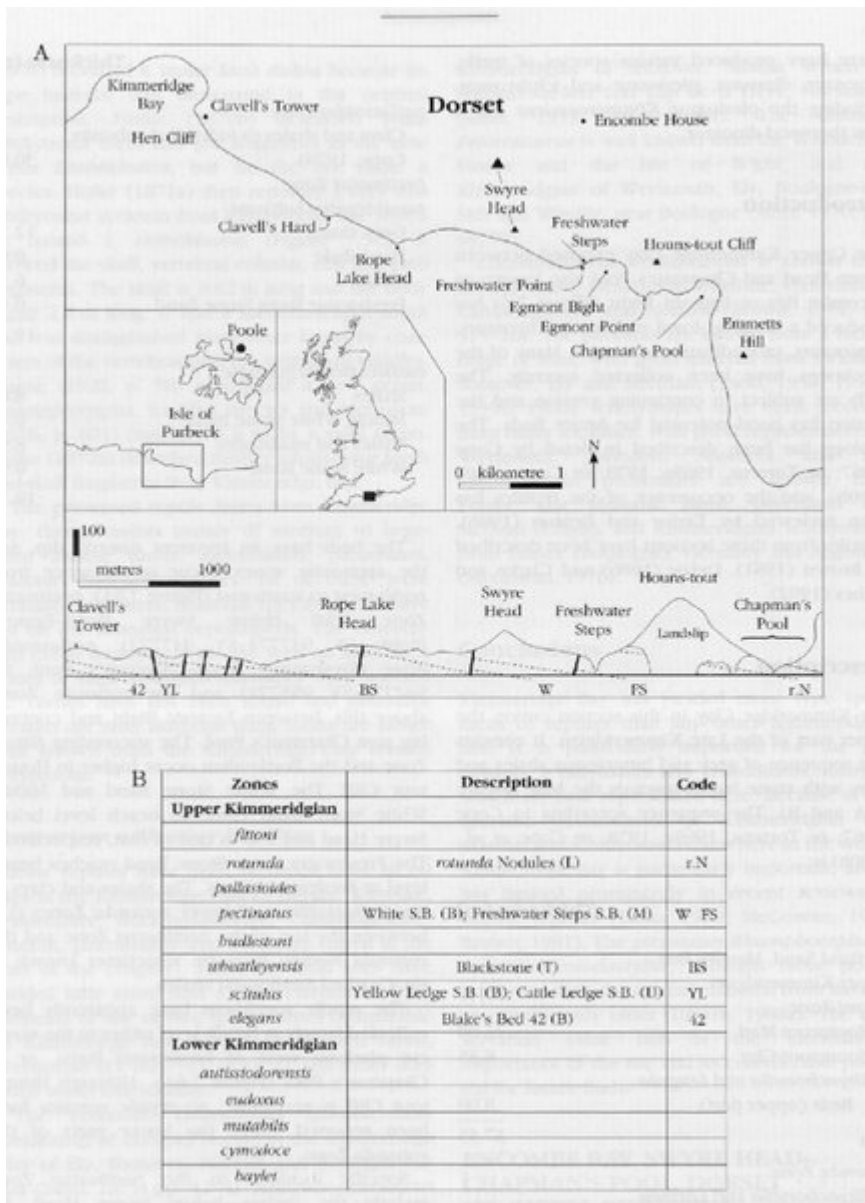 A
Kimmeridge
Bay
Clavell's Tower
Hen Cliff
Dorset
Encombe House
Swyre
Head
Clavell's Hard
Freshwater
Steps
Houns-tout Cliff
Rope
Lake Head
Freshwater Point
Egmont Bight
Egmont Point
Chapman's Pool
Emmetts
Hill
Poole
Isle of
Purbeck
N
0 kilometre 1
100
metres 1000
Clavell's
Tower
Rope Lake
Head
Swyre
Head
Freshwater
Steps
Houns-tout
Landslip
Chapman's
Pool
42 YL BS W FS r.N
B
Zones Description Code
Upper Kimmeridgian
fittoni
rotunda rotunda Nodules (L) r.N
pallasioides
pectinatus White S.B. (B); Freshwater Steps S.B. (M) W FS
hudlestoni
wheatleyensis Blackstone (T) BS
scitulus Yellow Ledge S.B. (B); Cattle Ledge S.B. (U) YL
elegans Blake's Bed 42 (B) 42
Lower Kimmeridgian
autissiodorensis
eudoxus
mutabilis
cymodoce
baylei